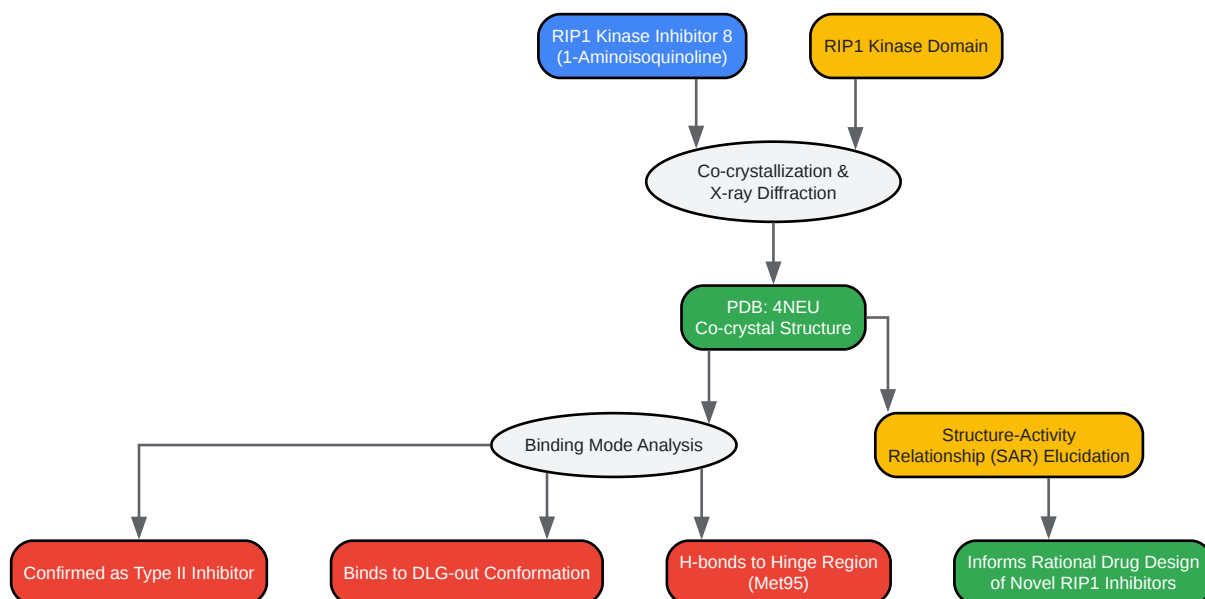 RIP1 Kinase Inhibitor 8
(1-Aminoisoquinoline)
RIP1 Kinase Domain
Co-crystallization &
X-ray Diffraction
PDB: 4NEU
Co-crystal Structure
Binding Mode Analysis
Structure-Activity
Relationship (SAR) Elucidation
Confirmed as Type II Inhibitor
Binds to DLG-out Conformation
H-bonds to Hinge Region
(Met95)
Informs Rational Drug Design
of Novel RIP1 Inhibitors